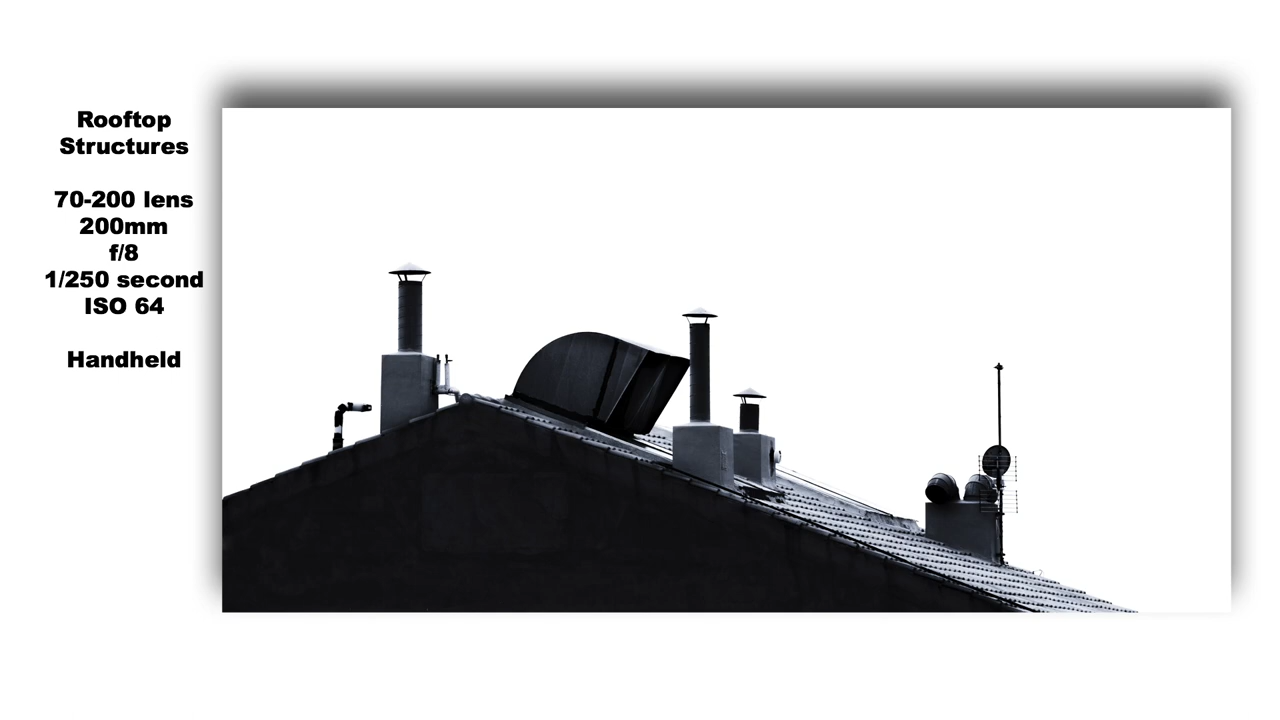 Rooftop
Structures
70-200 lens
200mm
f/8
1/250 second
ISO 64
Handheld